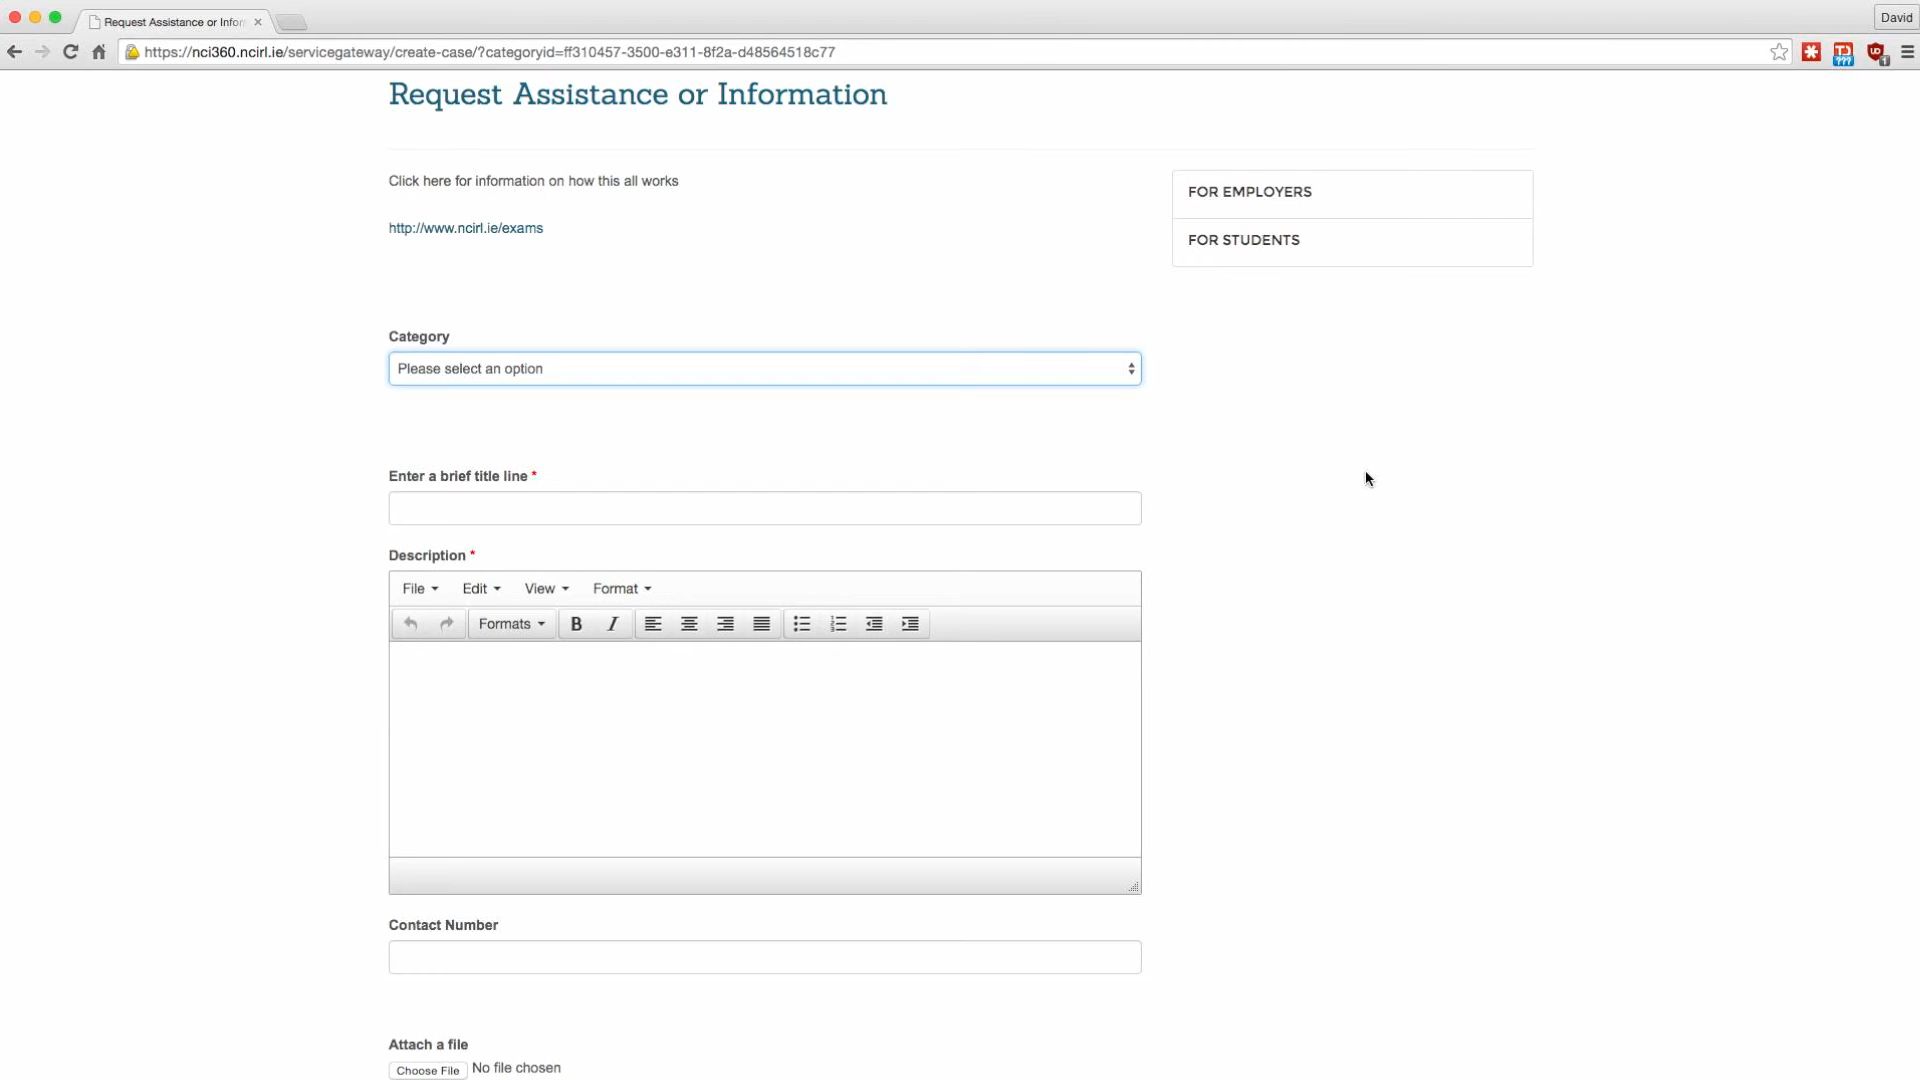 Request Assistance or Infor
David
https://nci360.ncirl.ie/servicegateway/create-case/?categoryid=ff310457-3500-e311-8f2a-d48564518c77
Request Assistance or Information
Click here for information on how this all works
http://www.ncirl.ie/exams
FOR EMPLOYERS
FOR STUDENTS
Category
Please select an option
Enter a brief title line *
Description *
File Edit View Format
Formats B I
Contact Number
Attach a file
Choose File No file chosen